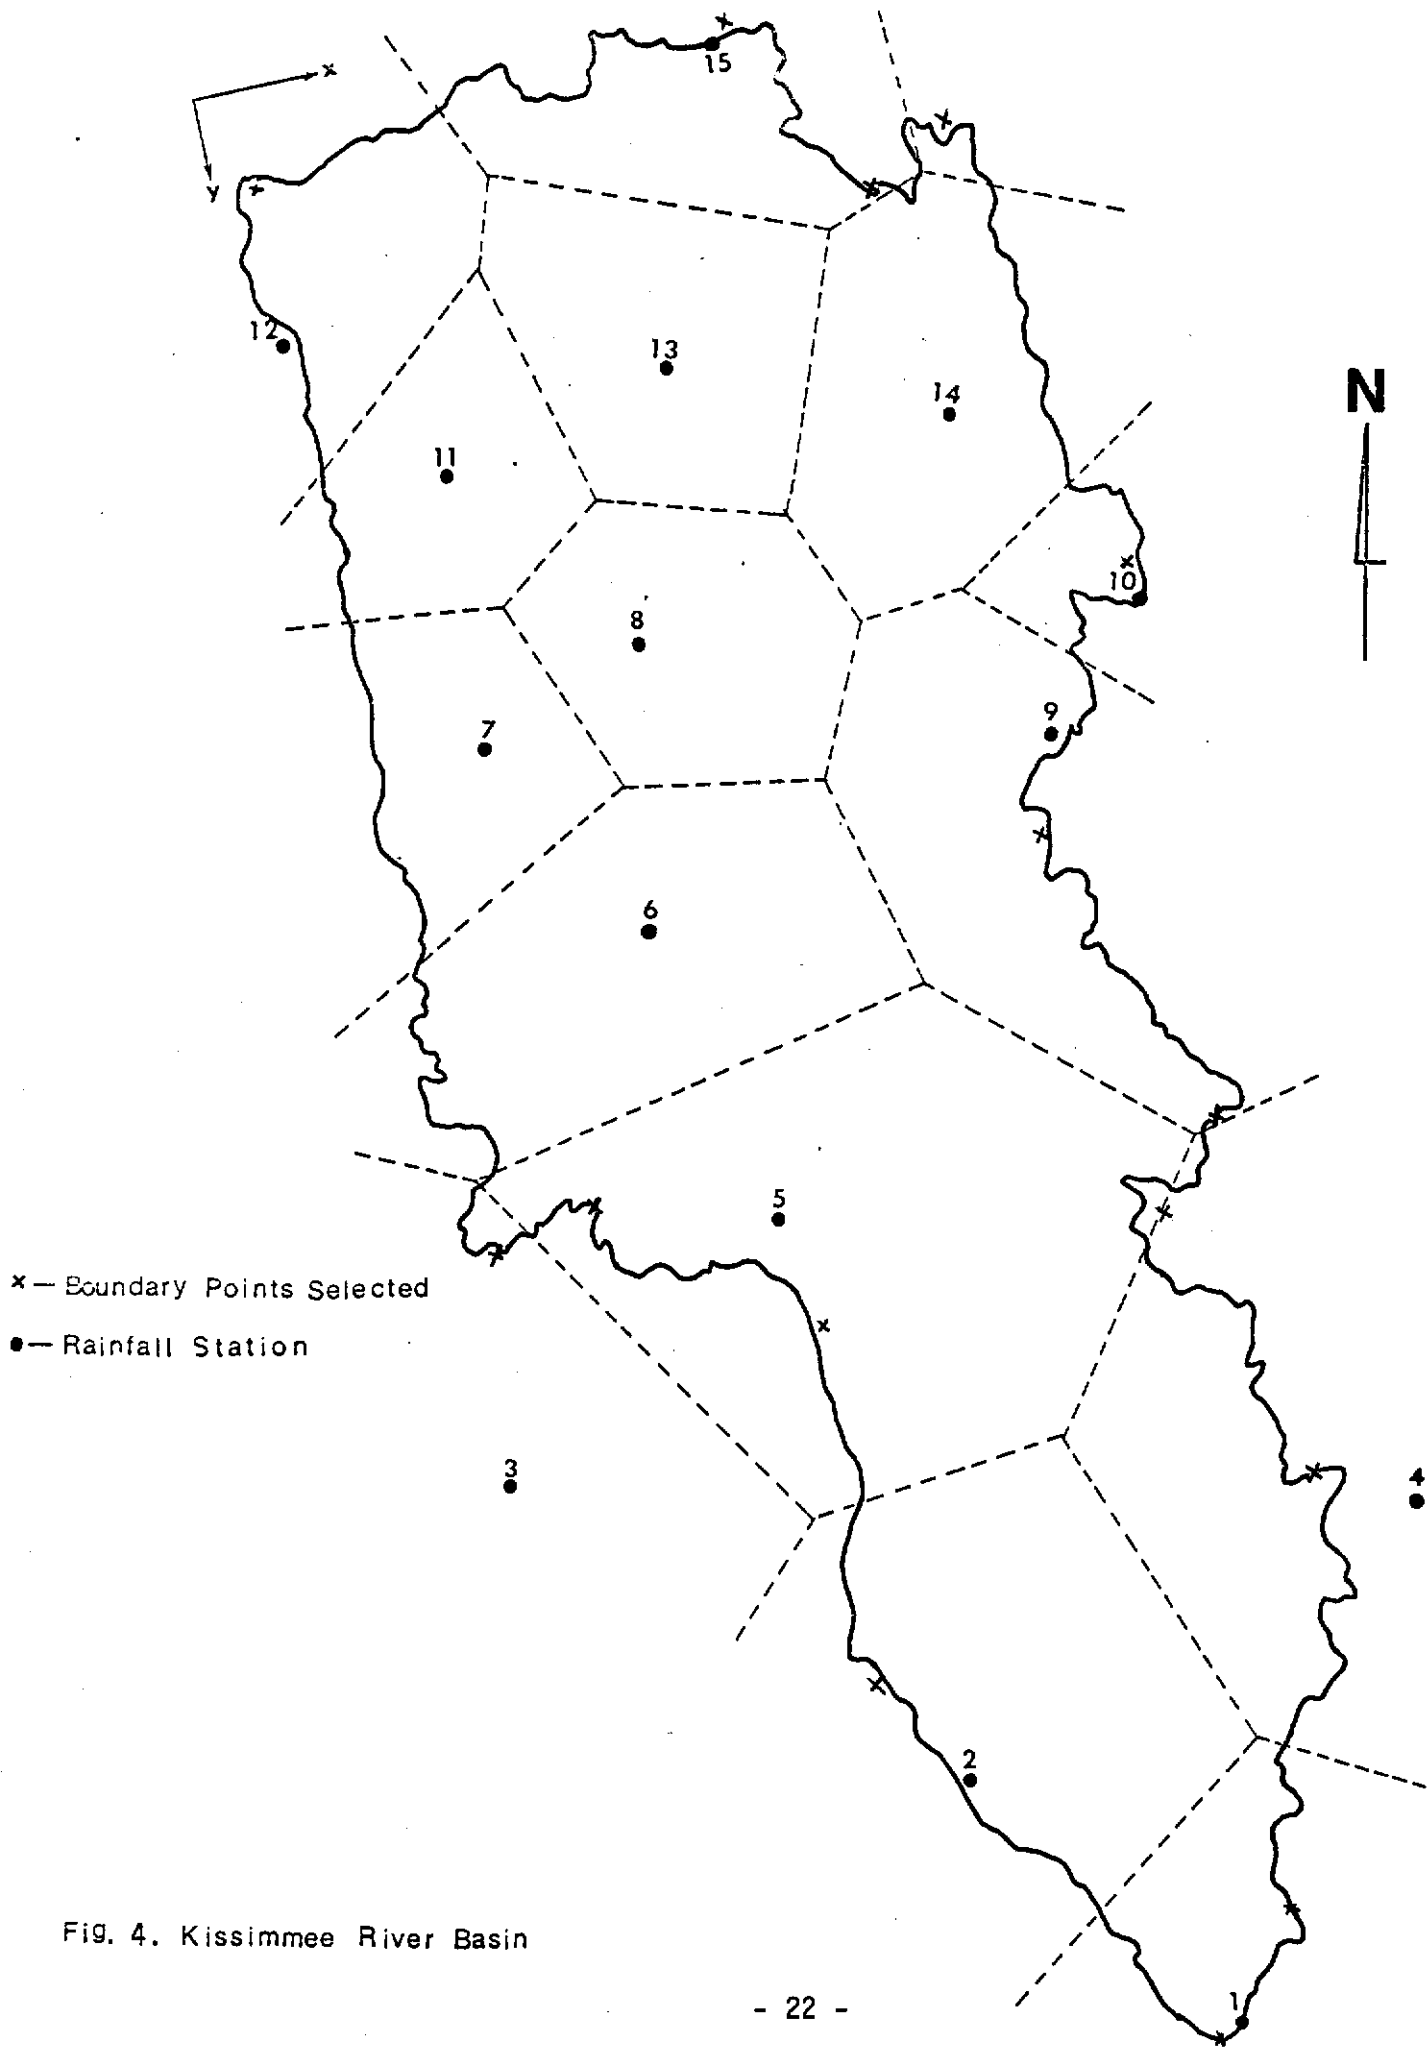 15
x
y
12
13
14
N
11
10
8
7
9
6
5
x — Boundary Points Selected
●— Rainfall Station
3
4
2
Fig. 4. Kissimmee River Basin
1
- 22 -